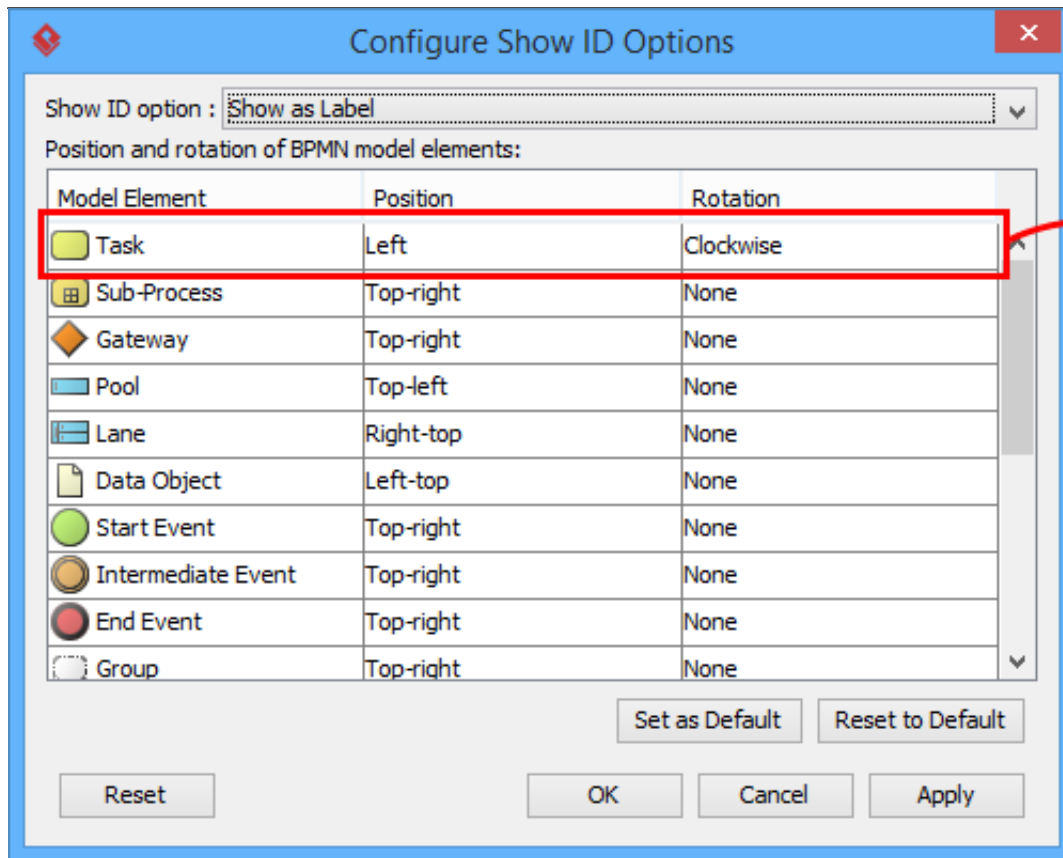 Configure Show ID Options
Show ID option : Show as Label
Position and rotation of BPMN model elements:
Model Element Position Rotation
Task Left Clockwise
Sub-Process Top-right None
Gateway Top-right None
Pool Top-left None
Lane Right-top None
Data Object Left-top None
Start Event Top-right None
Intermediate Event Top-right None
End Event Top-right None
Group Top-right None
Set as Default Reset to Default
Reset OK Cancel Apply